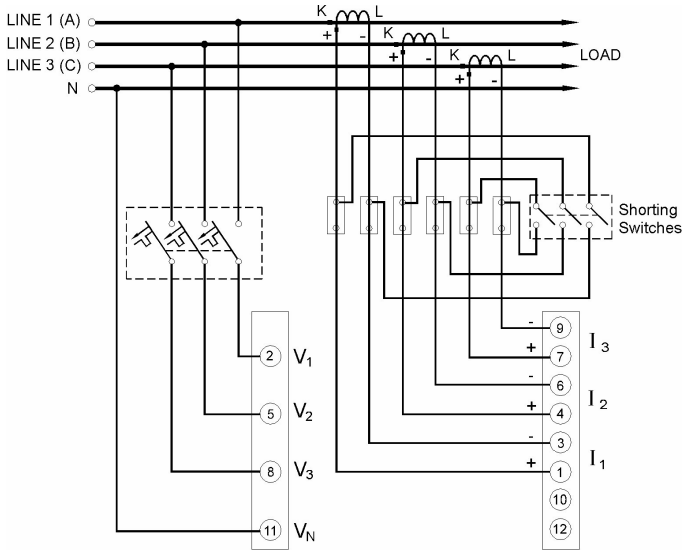 LINE 1 (A)
K
L
+
-
LINE 2 (B)
K
L
+
-
LINE 3 (C)
K
L
+
-
LOAD
N
Shorting
Switches
2
V1
5
V2
8
V3
11
VN
-
9
+
7
I3
-
6
+
4
I2
-
3
+
1
I1
10
12